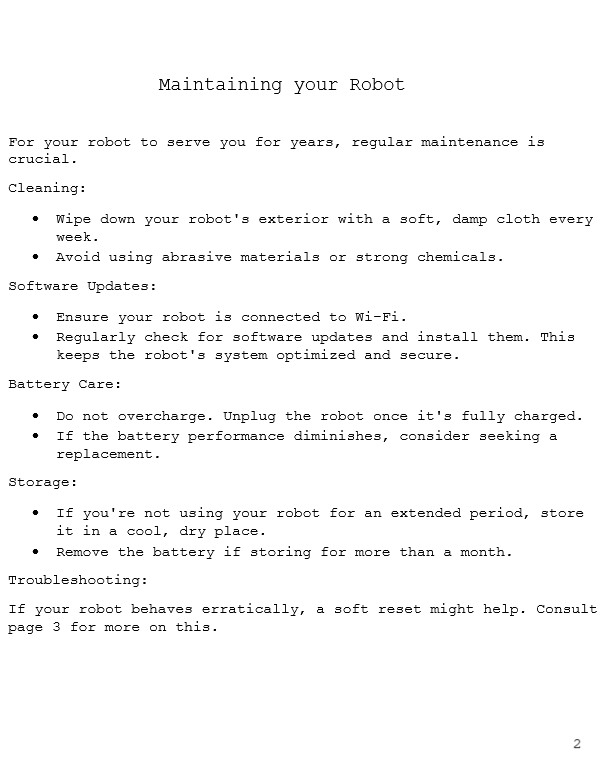 Maintaining your Robot
For your robot to serve you for years, regular maintenance is
crucial.
Cleaning:
• Wipe down your robot's exterior with a soft, damp cloth every
week.
• Avoid using abrasive materials or strong chemicals.
Software Updates:
• Ensure your robot is connected to Wi-Fi.
• Regularly check for software updates and install them. This
keeps the robot's system optimized and secure.
Battery Care:
• Do not overcharge. Unplug the robot once it's fully charged.
• If the battery performance diminishes, consider seeking a
replacement.
Storage:
• If you're not using your robot for an extended period, store
it in a cool, dry place.
• Remove the battery if storing for more than a month.
Troubleshooting:
If your robot behaves erratically, a soft reset might help. Consult
page 3 for more on this.
2